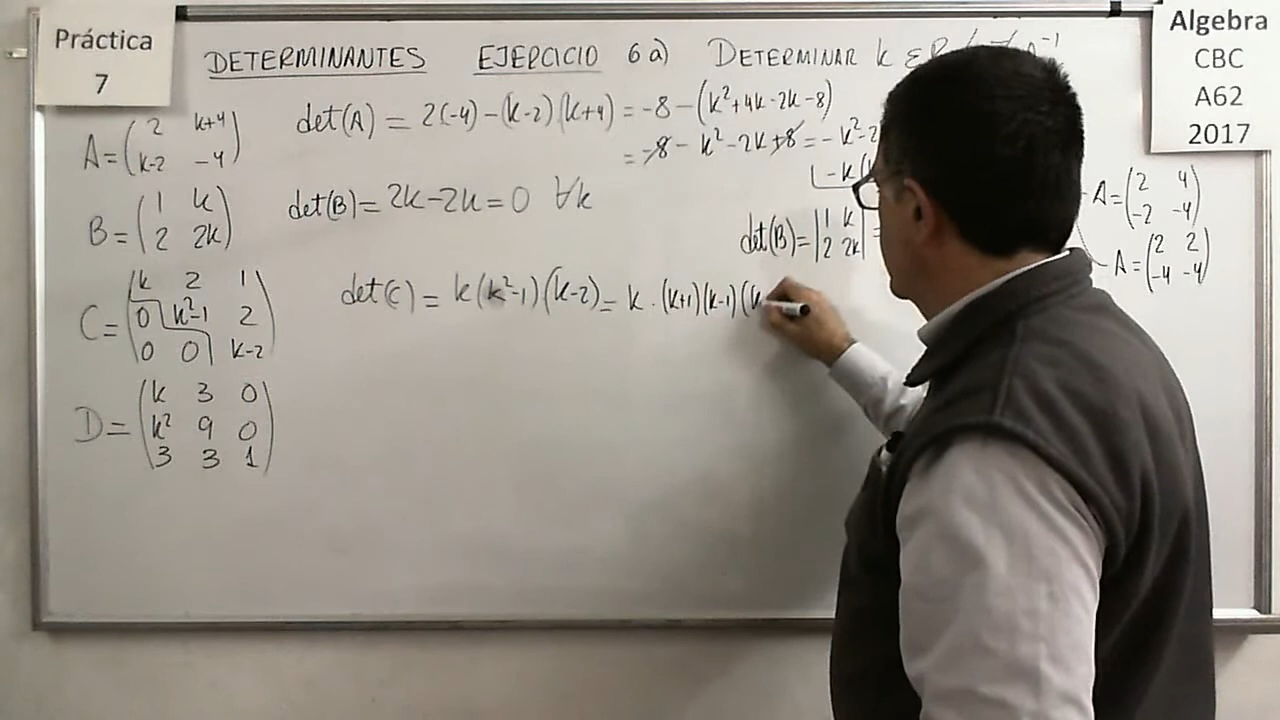 Práctica
7
DETERMINANTES EJERCICIO 6 a) DETERMINAR k ∈
Algebra
CBC
A62
2017
A = ( 2 k+4
k-2 -4 )
det(A) = 2(-4) - (k-2)(k+4) = -8 - (k²+4k-2k-8)
= -8 - k² - 2k + 8 = - k² - 2
- k (
B = ( 1 k
2 2k )
det(B) = 2k - 2k = 0 ∀k
det(B) = | 1 k
2 2k | =
A = ( 2 4
-2 -4 )
A = ( 2 2
-4 -4 )
C = ( k 2 1
0 k²-1 2
0 0 k-2 )
det(C) = k(k²-1)(k-2) = k . (k+1)(k-1)(k
D = ( k 3 0
k² 9 0
3 3 1 )